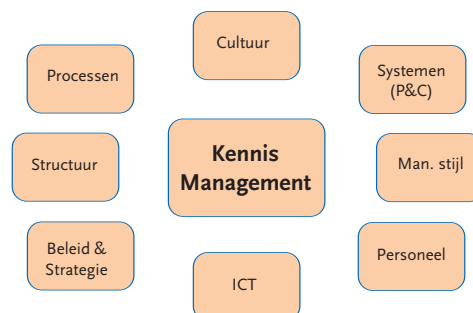 Cultuur
Processen
Systemen
(P&C)
Kennis
Management
Structuur
Man. stijl
Beleid &
Strategie
Personeel
ICT